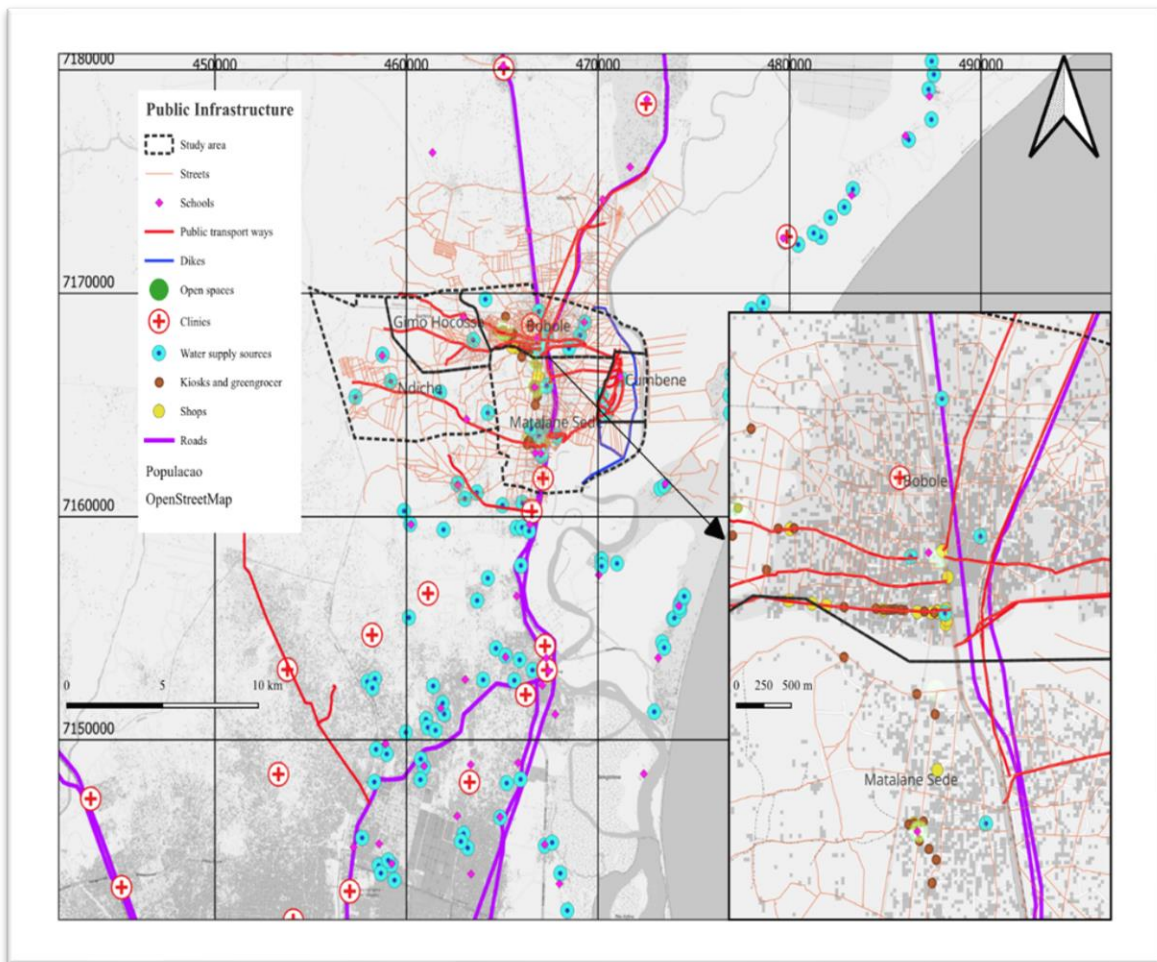 7180000
450000
460000
470000
480000
490000
Public Infrastructure
Study area
Streets
Schools
Public transport ways
Dikes
Open spaces
Clinics
Water supply sources
Kiosks and greengrocer
Shops
Roads
Populacao
OpenStreetMap
7170000
Gimo Hocosse
Bobole
Ndiche
Cumbene
Matalane Sede
7160000
0 5 10 km
7150000
Bobole
0 250 500 m
Matalane Sede